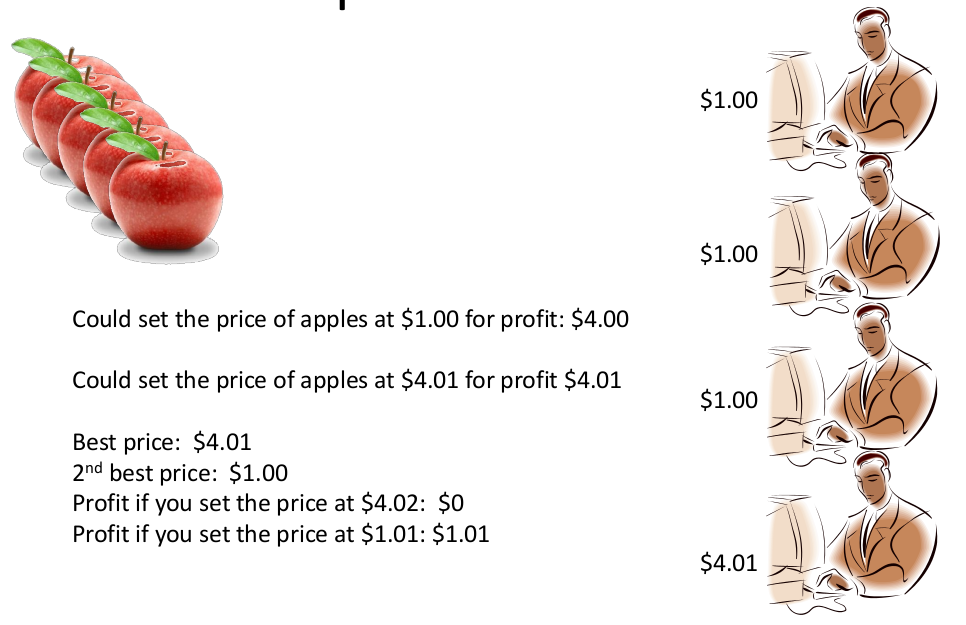 $1.00
$1.00
Could set the price of apples at $1.00 for profit: $4.00
Could set the price of apples at $4.01 for profit $4.01
$1.00
Best price:  $4.01
2nd best price:  $1.00
Profit if you set the price at $4.02:  $0
Profit if you set the price at $1.01: $1.01
$4.01